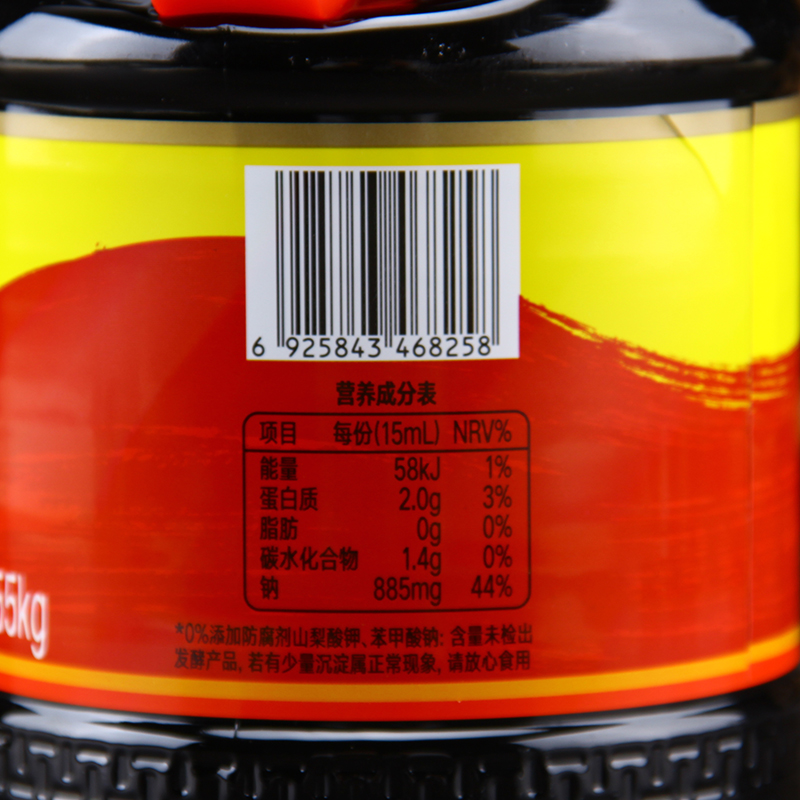 6 925843 468258
营养成分表
项目 每份(15mL) NRV%
能量 58kJ 1%
蛋白质 2.0g 3%
脂肪 0g 0%
碳水化合物 1.4g 0%
钠 885mg 44%
5kg
*0%添加防腐剂山梨酸钾、苯甲酸钠: 含量未检出
发酵产品, 若有少量沉淀属正常现象, 请放心食用